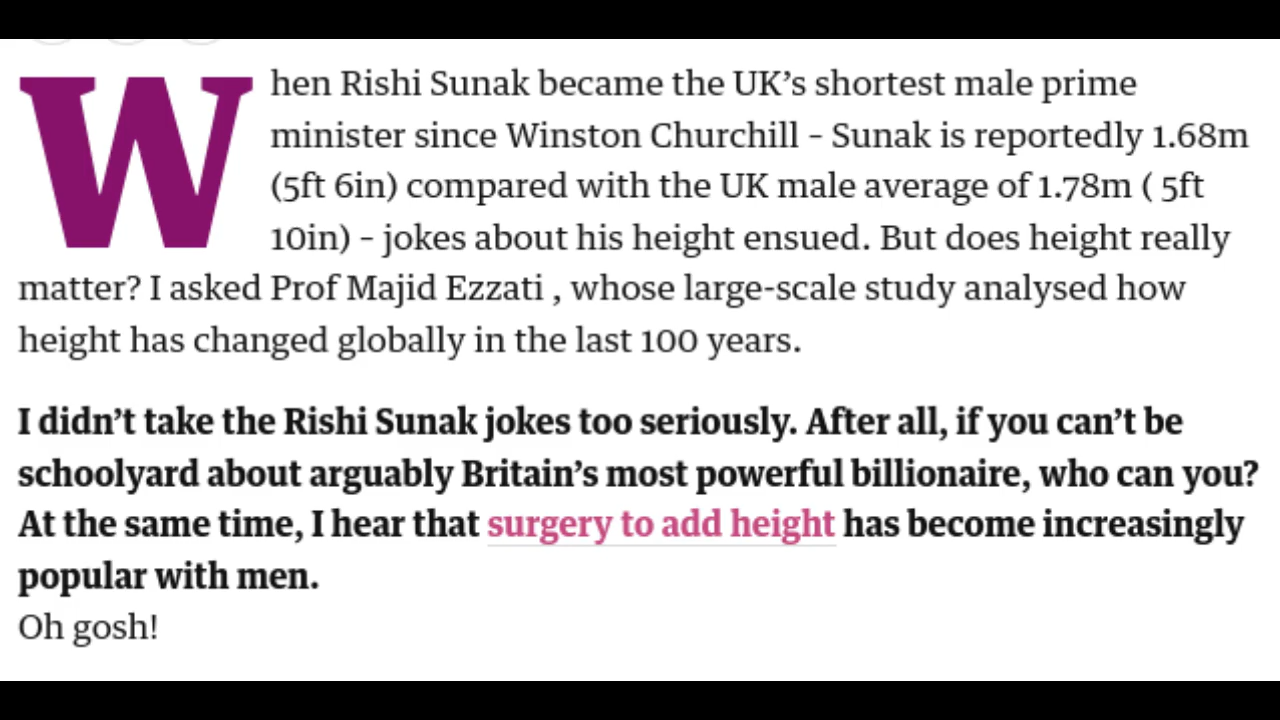 When Rishi Sunak became the UK’s shortest male prime
minister since Winston Churchill – Sunak is reportedly 1.68m
(5ft 6in) compared with the UK male average of 1.78m ( 5ft
10in) – jokes about his height ensued. But does height really
matter? I asked Prof Majid Ezzati , whose large-scale study analysed how
height has changed globally in the last 100 years.
I didn’t take the Rishi Sunak jokes too seriously. After all, if you can’t be
schoolyard about arguably Britain’s most powerful billionaire, who can you?
At the same time, I hear that surgery to add height has become increasingly
popular with men.
Oh gosh!